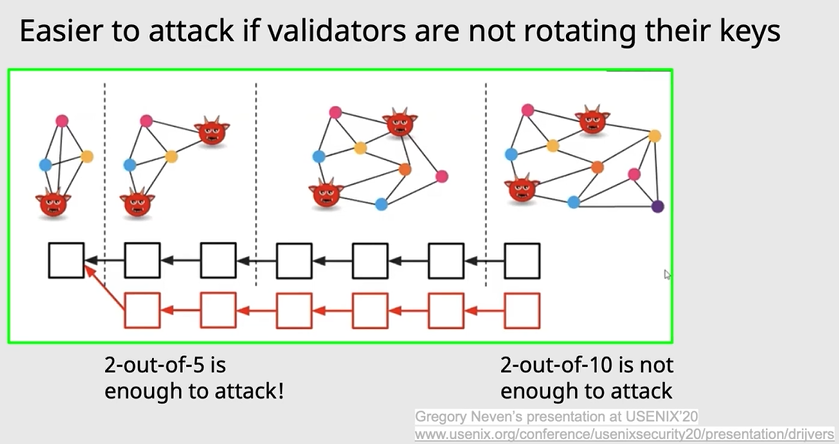 Easier to attack if validators are not rotating their keys
2-out-of-5 is
enough to attack!
2-out-of-10 is not
enough to attack
Gregory Neven's presentation at USENIX'20
www.usenix.org/conference/usenixsecurity20/presentation/drijvers